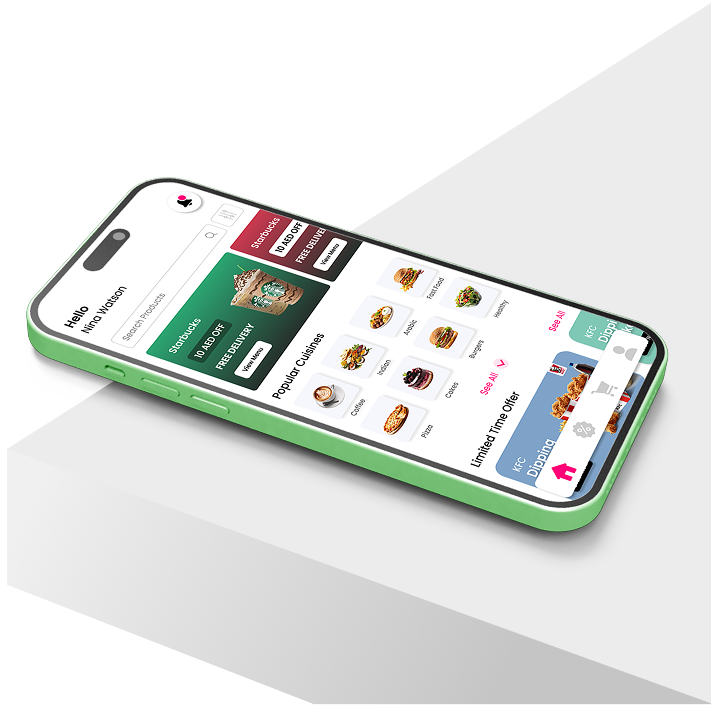 Hello
Nina Watson
Search Products
Starbucks
10 AED OFF
FREE DELIVERY
View Menu
Starbucks
10 AED OFF
FREE DELIVER
View Menu
Popular Cuisines
See All
Coffee
Indian
Arabic
Fast Food
Pizza
Cakes
Burgers
Healthy
Limited Time Offer
See All
KFC
Dipping
KFC
Dippi